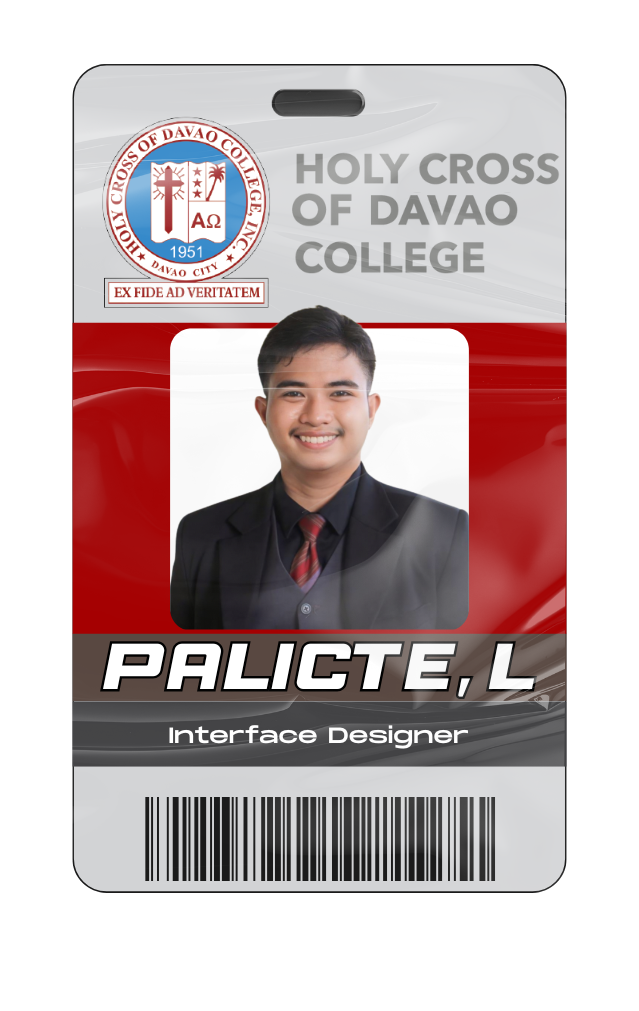 HOLY CROSS OF DAVAO COLLEGE, INC.
ΑΩ
1951
★ DAVAO CITY ★
EX FIDE AD VERITATEM
HOLY CROSS
OF DAVAO
COLLEGE
PALICTE, L
Interface Designer